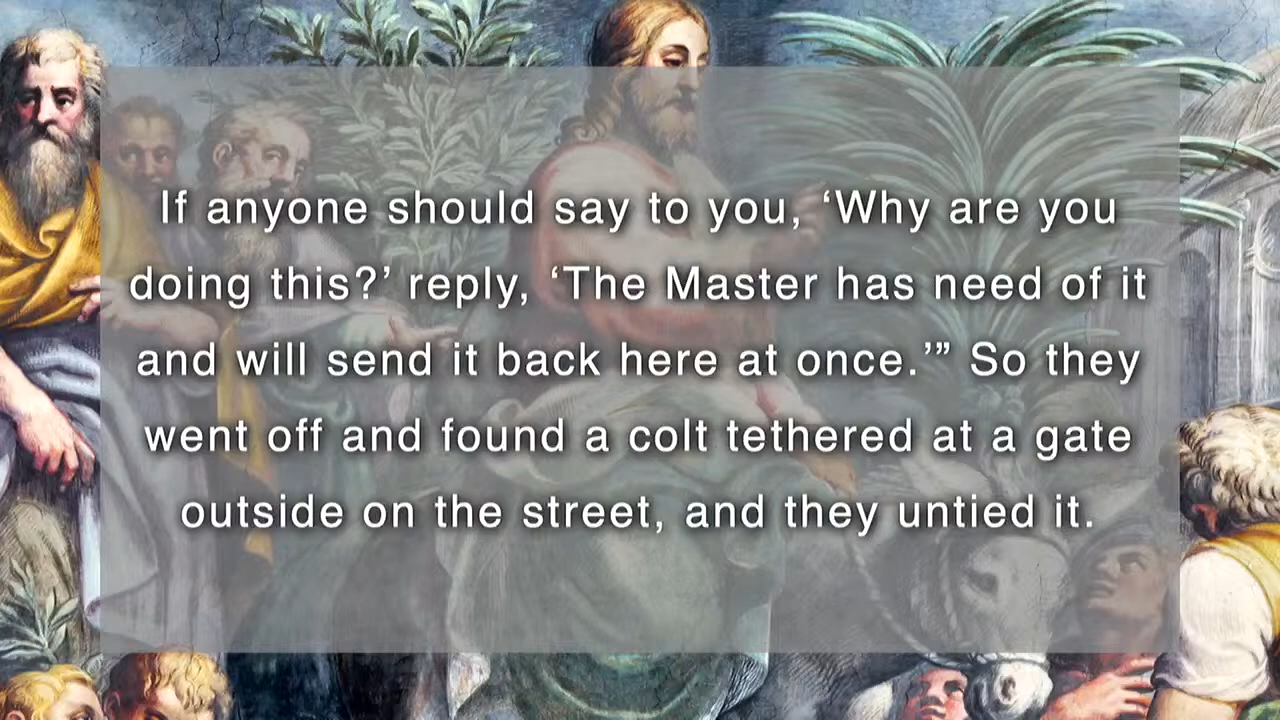 If anyone should say to you, ‘Why are you
doing this?’ reply, ‘The Master has need of it
and will send it back here at once.’” So they
went off and found a colt tethered at a gate
outside on the street, and they untied it.